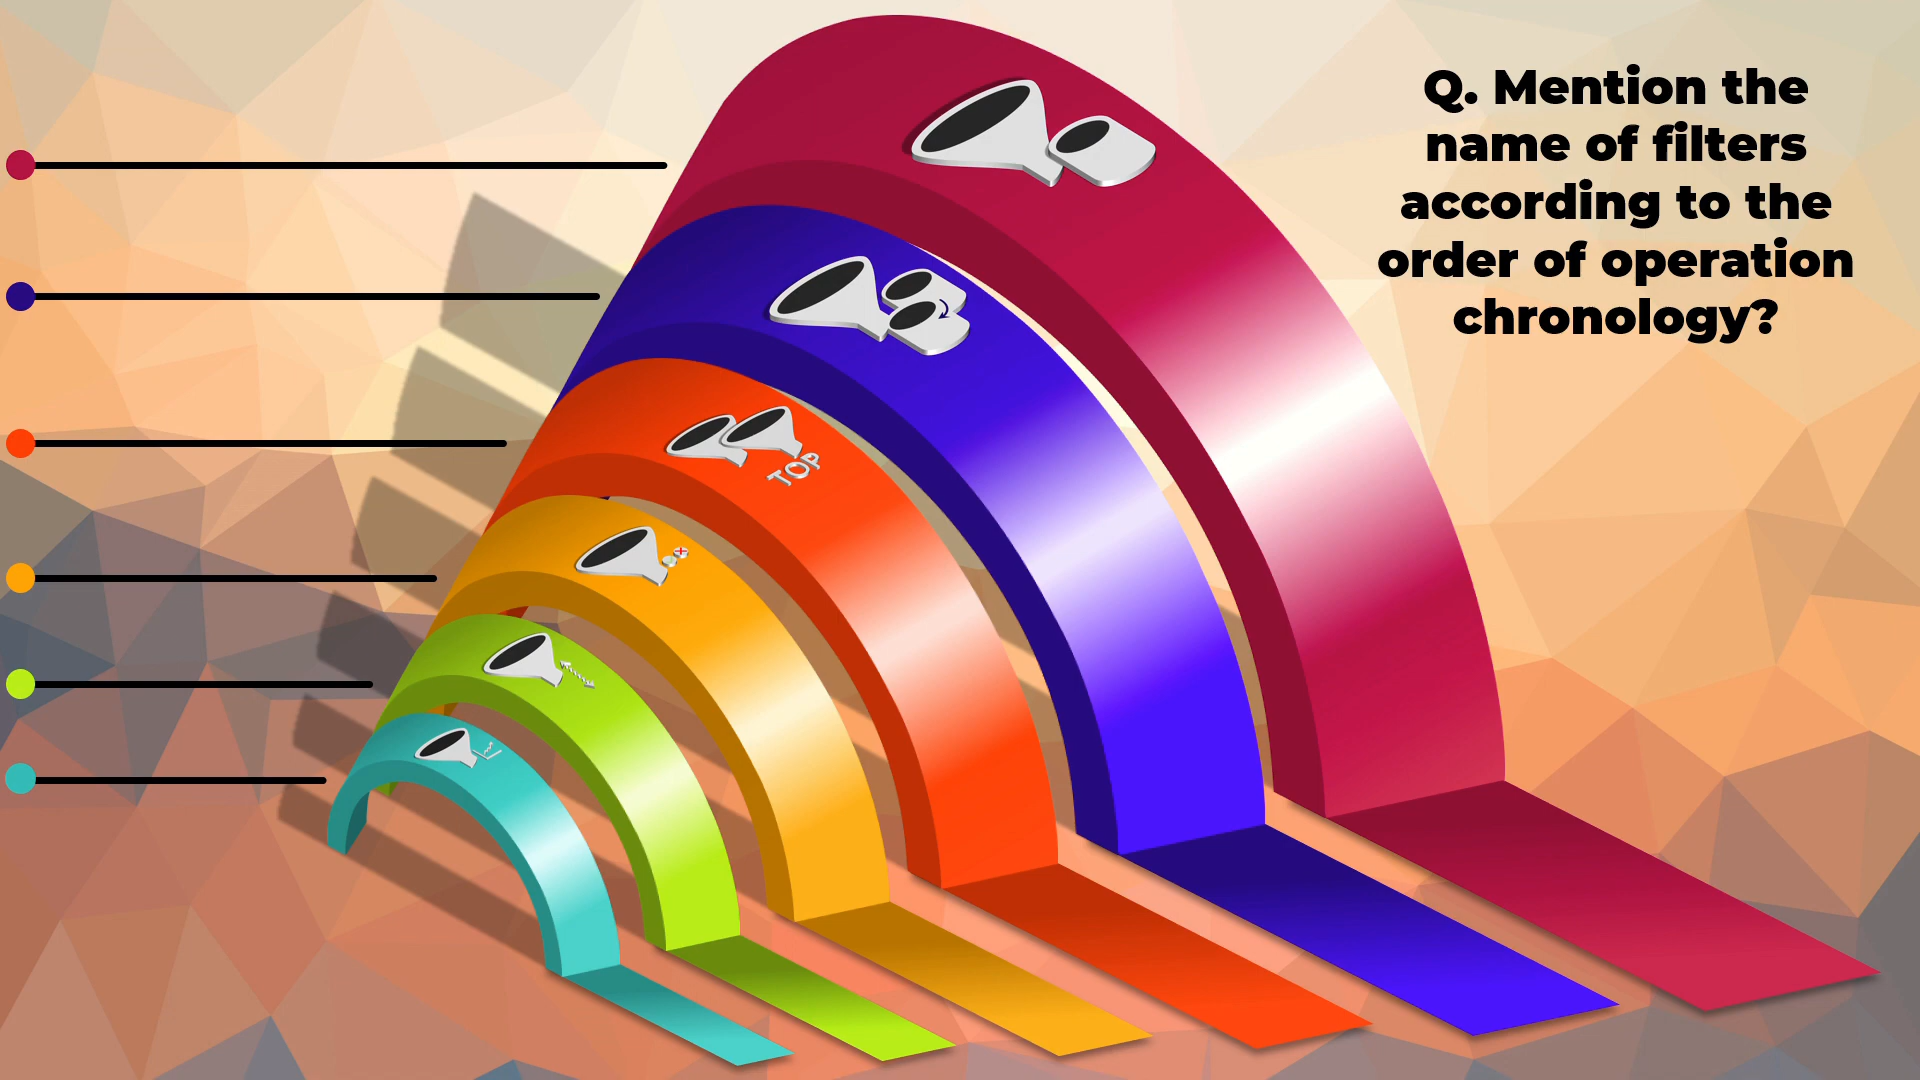 Q. Mention the
name of filters
according to the
order of operation
chronology?
TOP